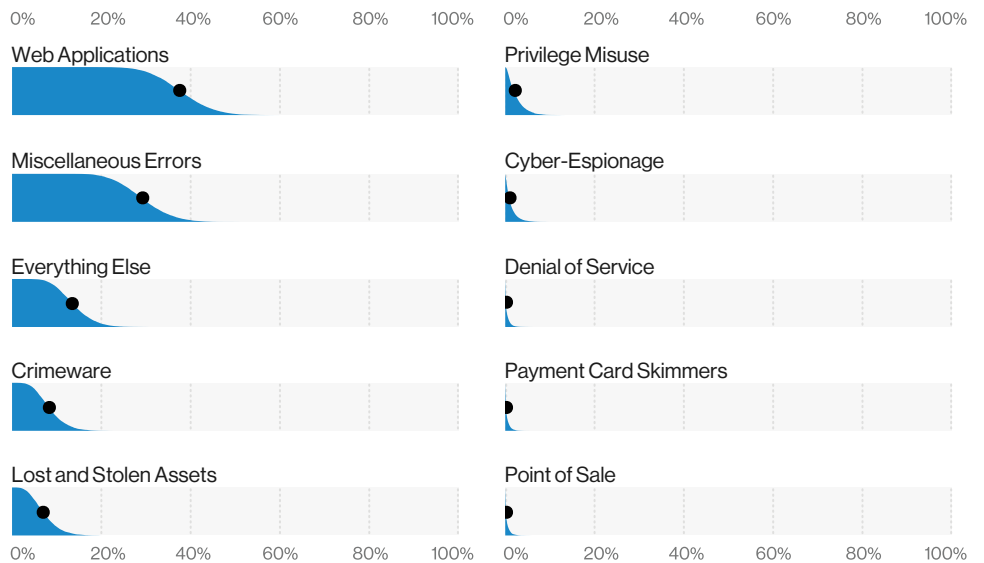 0% 20% 40% 60% 80% 100%
Web Applications
Miscellaneous Errors
Everything Else
Crimeware
Lost and Stolen Assets
0% 20% 40% 60% 80% 100%
0% 20% 40% 60% 80% 100%
Privilege Misuse
Cyber-Espionage
Denial of Service
Payment Card Skimmers
Point of Sale
0% 20% 40% 60% 80% 100%